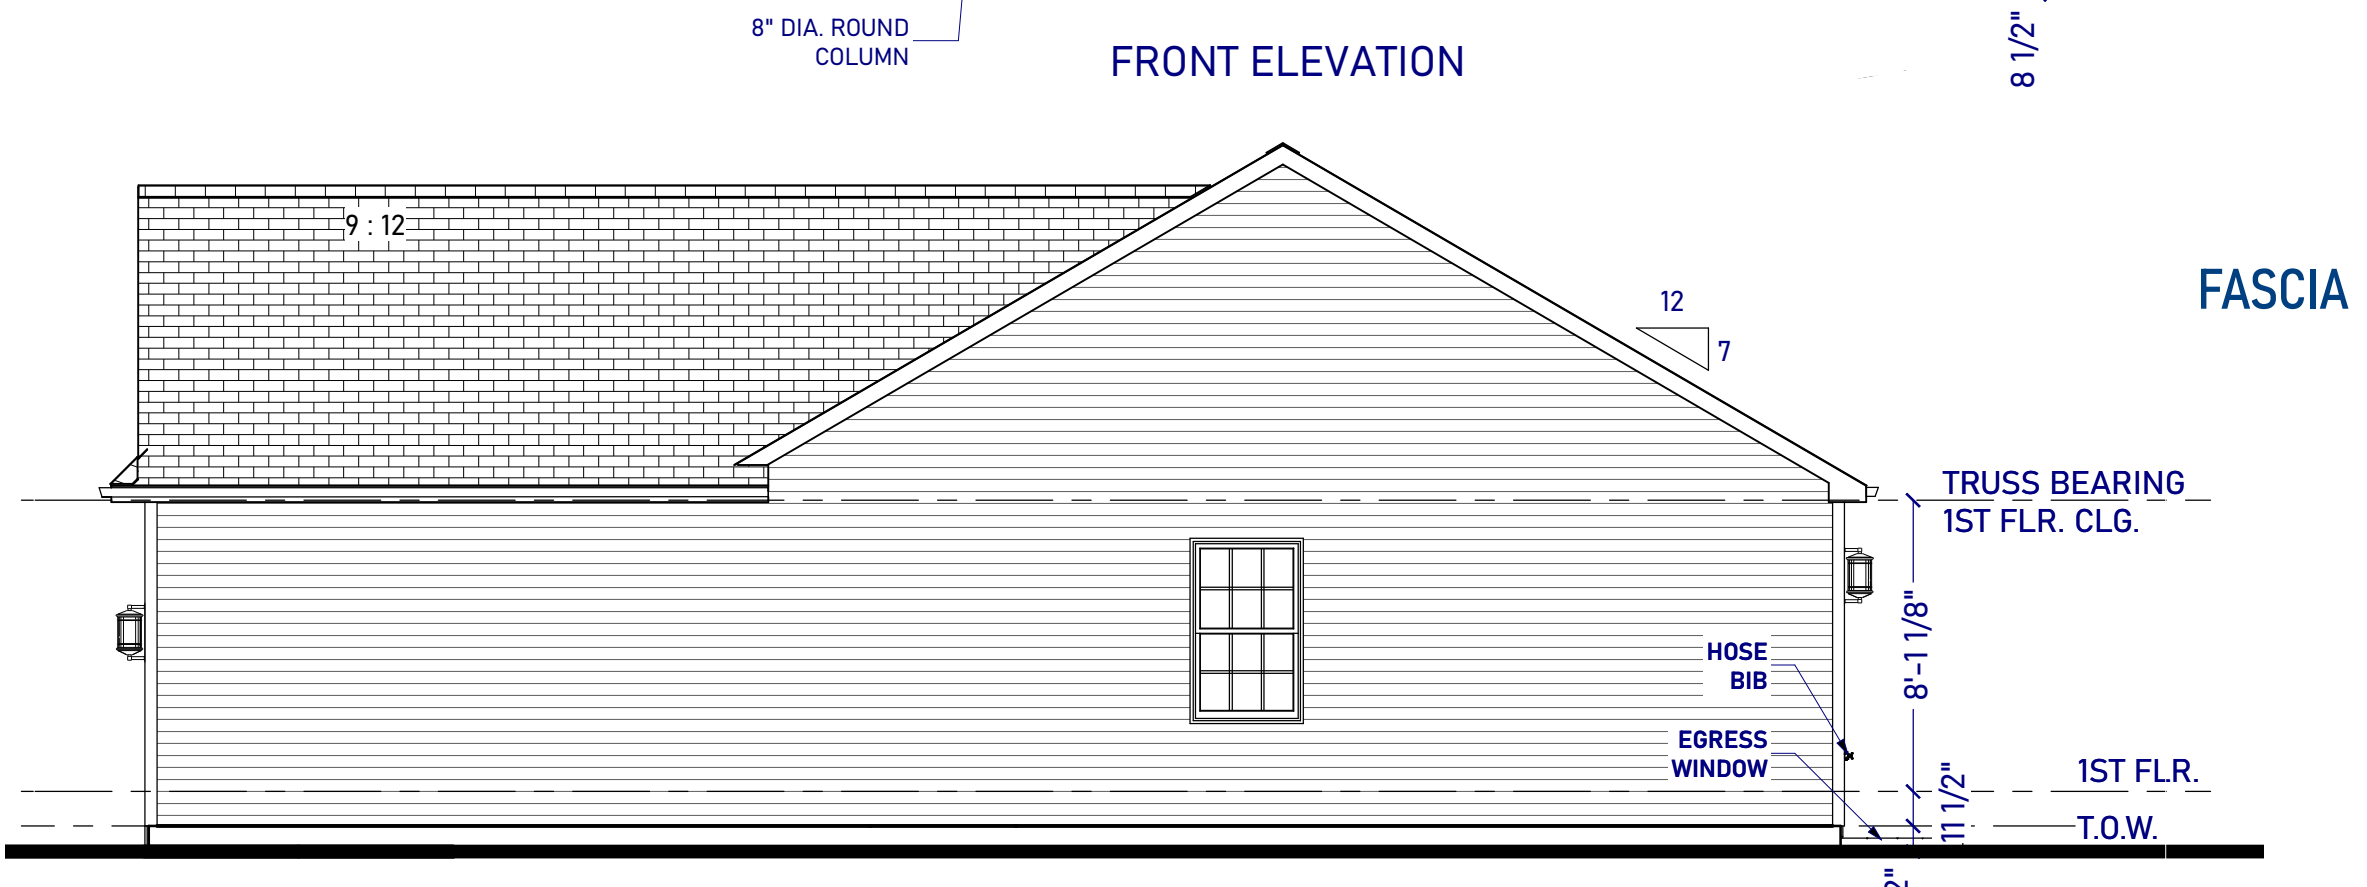 8" DIA. ROUND
COLUMN
FRONT ELEVATION
8 1/2"
9 : 12
12
7
FASCIA
TRUSS BEARING
1ST FLR. CLG.
8'-1 1/8"
HOSE
BIB
EGRESS
WINDOW
1ST FLR.
11 1/2"
T.O.W.
2"